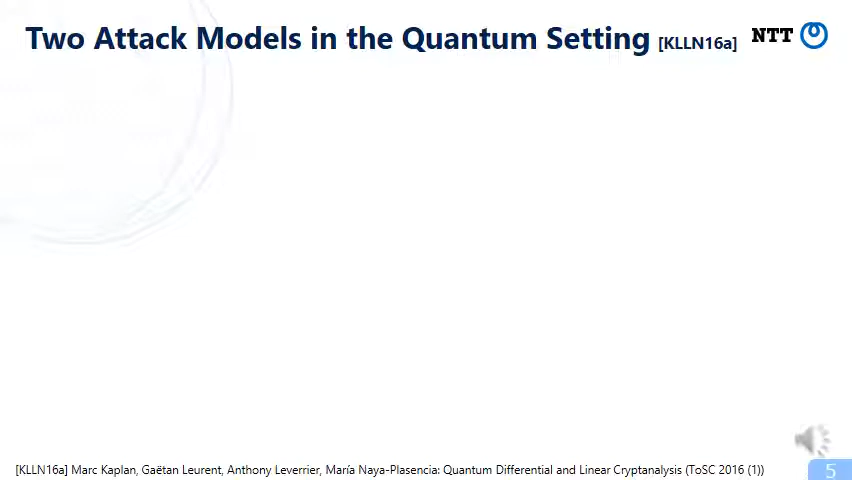 Two Attack Models in the Quantum Setting [KLLN16a] NTT
[KLLN16a] Marc Kaplan, Gaëtan Leurent, Anthony Leverrier, María Naya-Plasencia: Quantum Differential and Linear Cryptanalysis (ToSC 2016 (1))
5